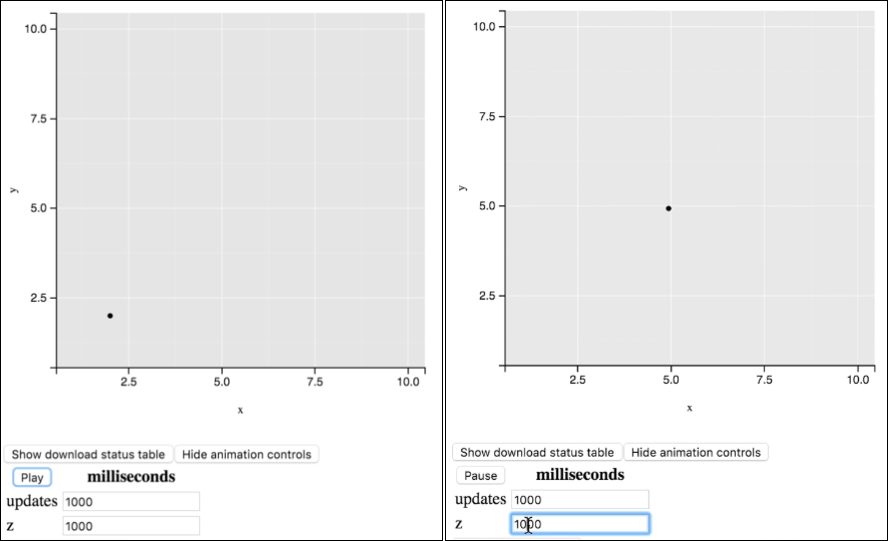 10.0
7.5
y
5.0
2.5
2.5 5.0 7.5 10.0
x
Show download status table Hide animation controls
Play milliseconds
updates 1000
z 1000
10.0
7.5
y
5.0
2.5
2.5 5.0 7.5 10.0
x
Show download status table Hide animation controls
Pause milliseconds
updates 1000
z 1000